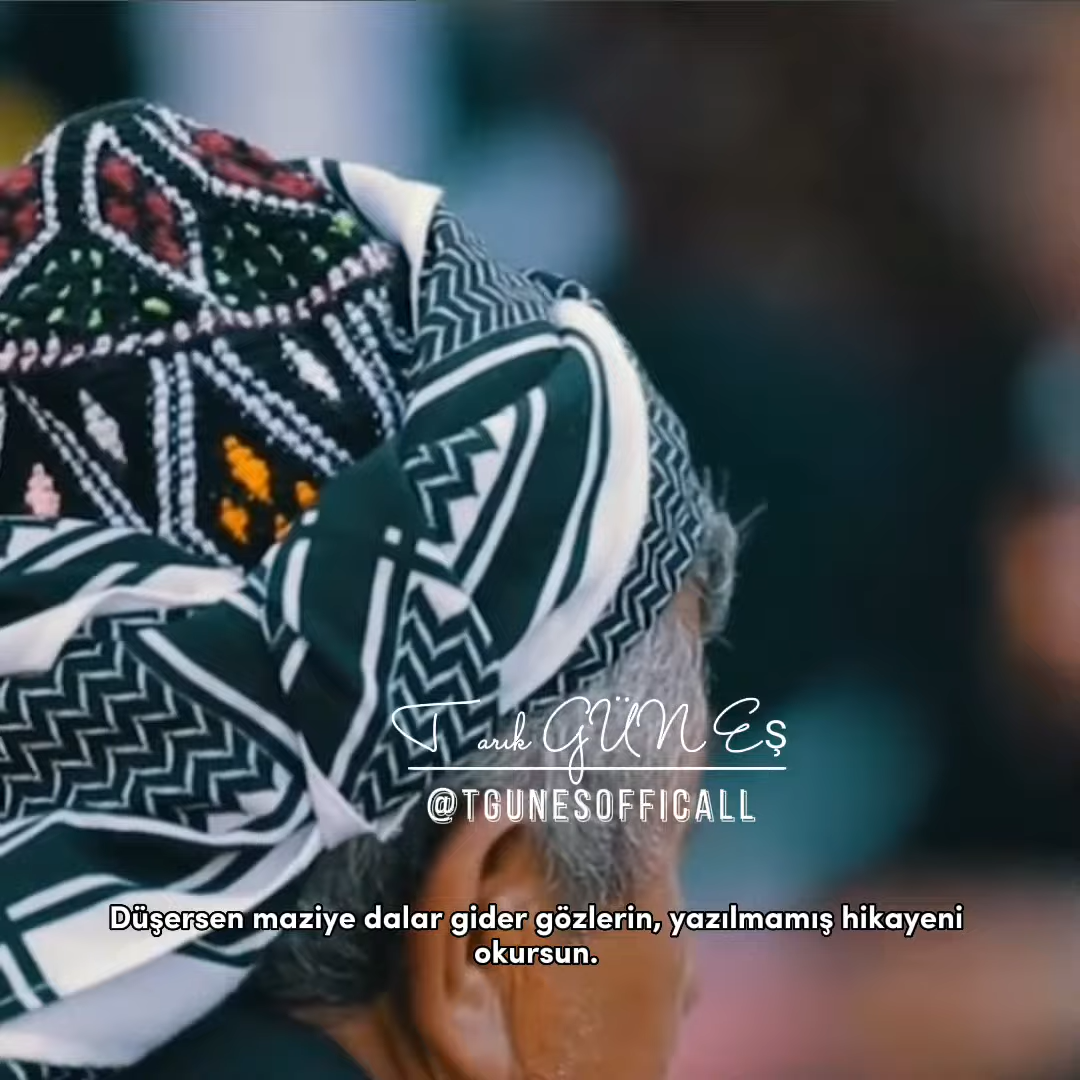 Tarık GÜNEŞ
@TGUNESOFFICALL
Düşersen maziye dalar gider gözlerin, yazılmamış hikayeni
okursun.